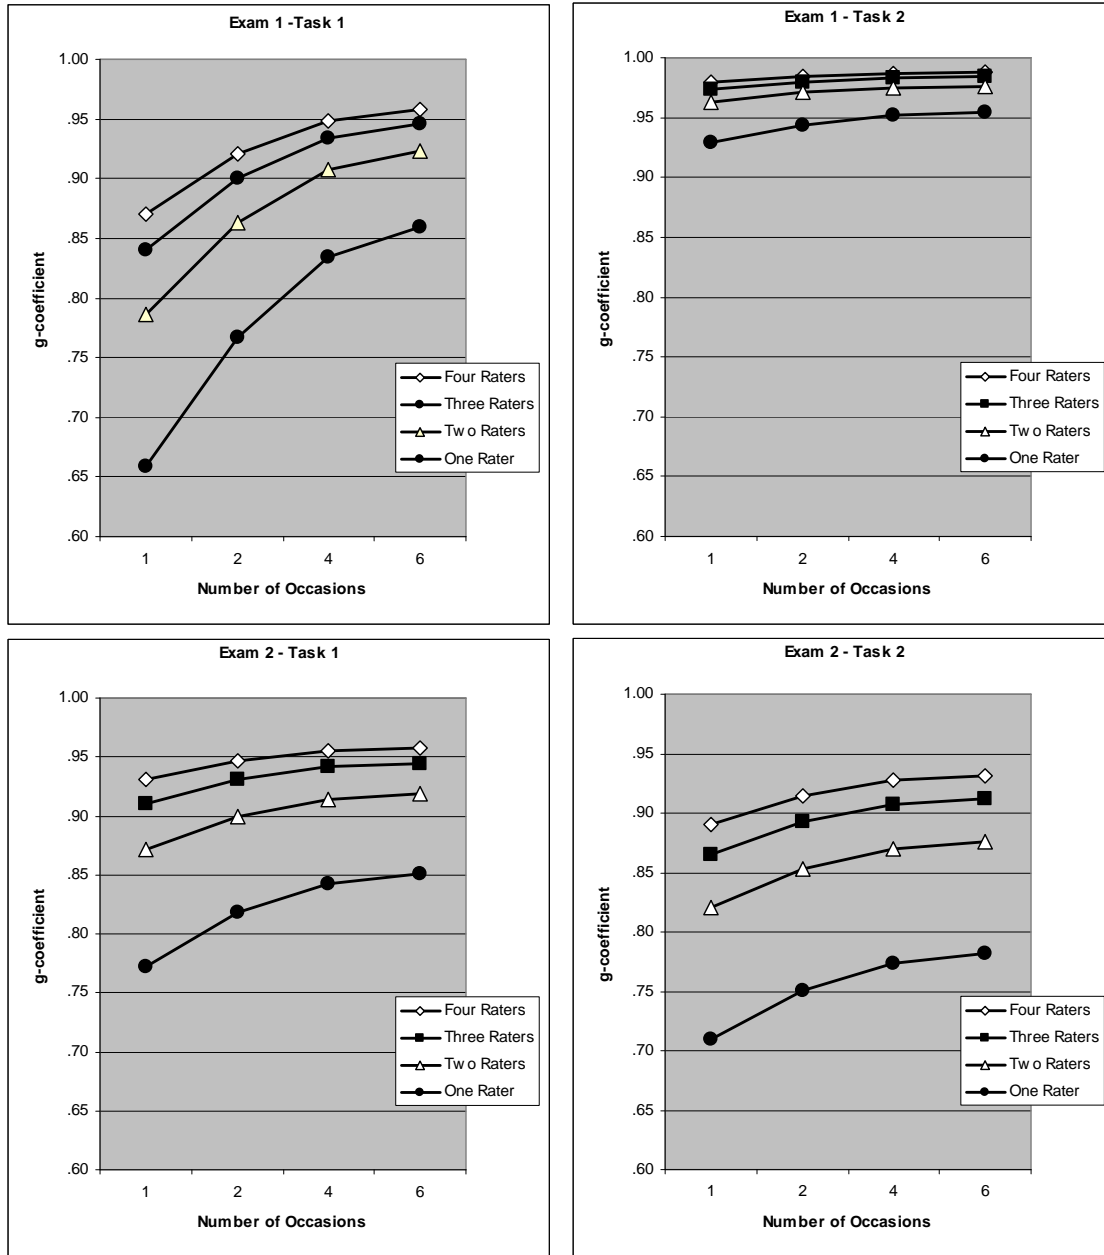 Exam 1 -Task 1
1.00
.95
.90
.85
.80
.75
.70
.65
.60
g-coefficient
Four Raters
Three Raters
Two Raters
One Rater
1 2 4 6
Number of Occasions
Exam 1 - Task 2
1.00
.95
.90
.85
.80
.75
.70
.65
.60
g-coefficient
Four Raters
Three Raters
Two Raters
One Rater
1 2 4 6
Number of Occasions
Exam 2 - Task 1
1.00
.95
.90
.85
.80
.75
.70
.65
.60
g-coefficient
Four Raters
Three Raters
Two Raters
One Rater
1 2 4 6
Number of Occasions
Exam 2 - Task 2
1.00
.95
.90
.85
.80
.75
.70
.65
.60
g-coefficient
Four Raters
Three Raters
Two Raters
One Rater
1 2 4 6
Number of Occasions